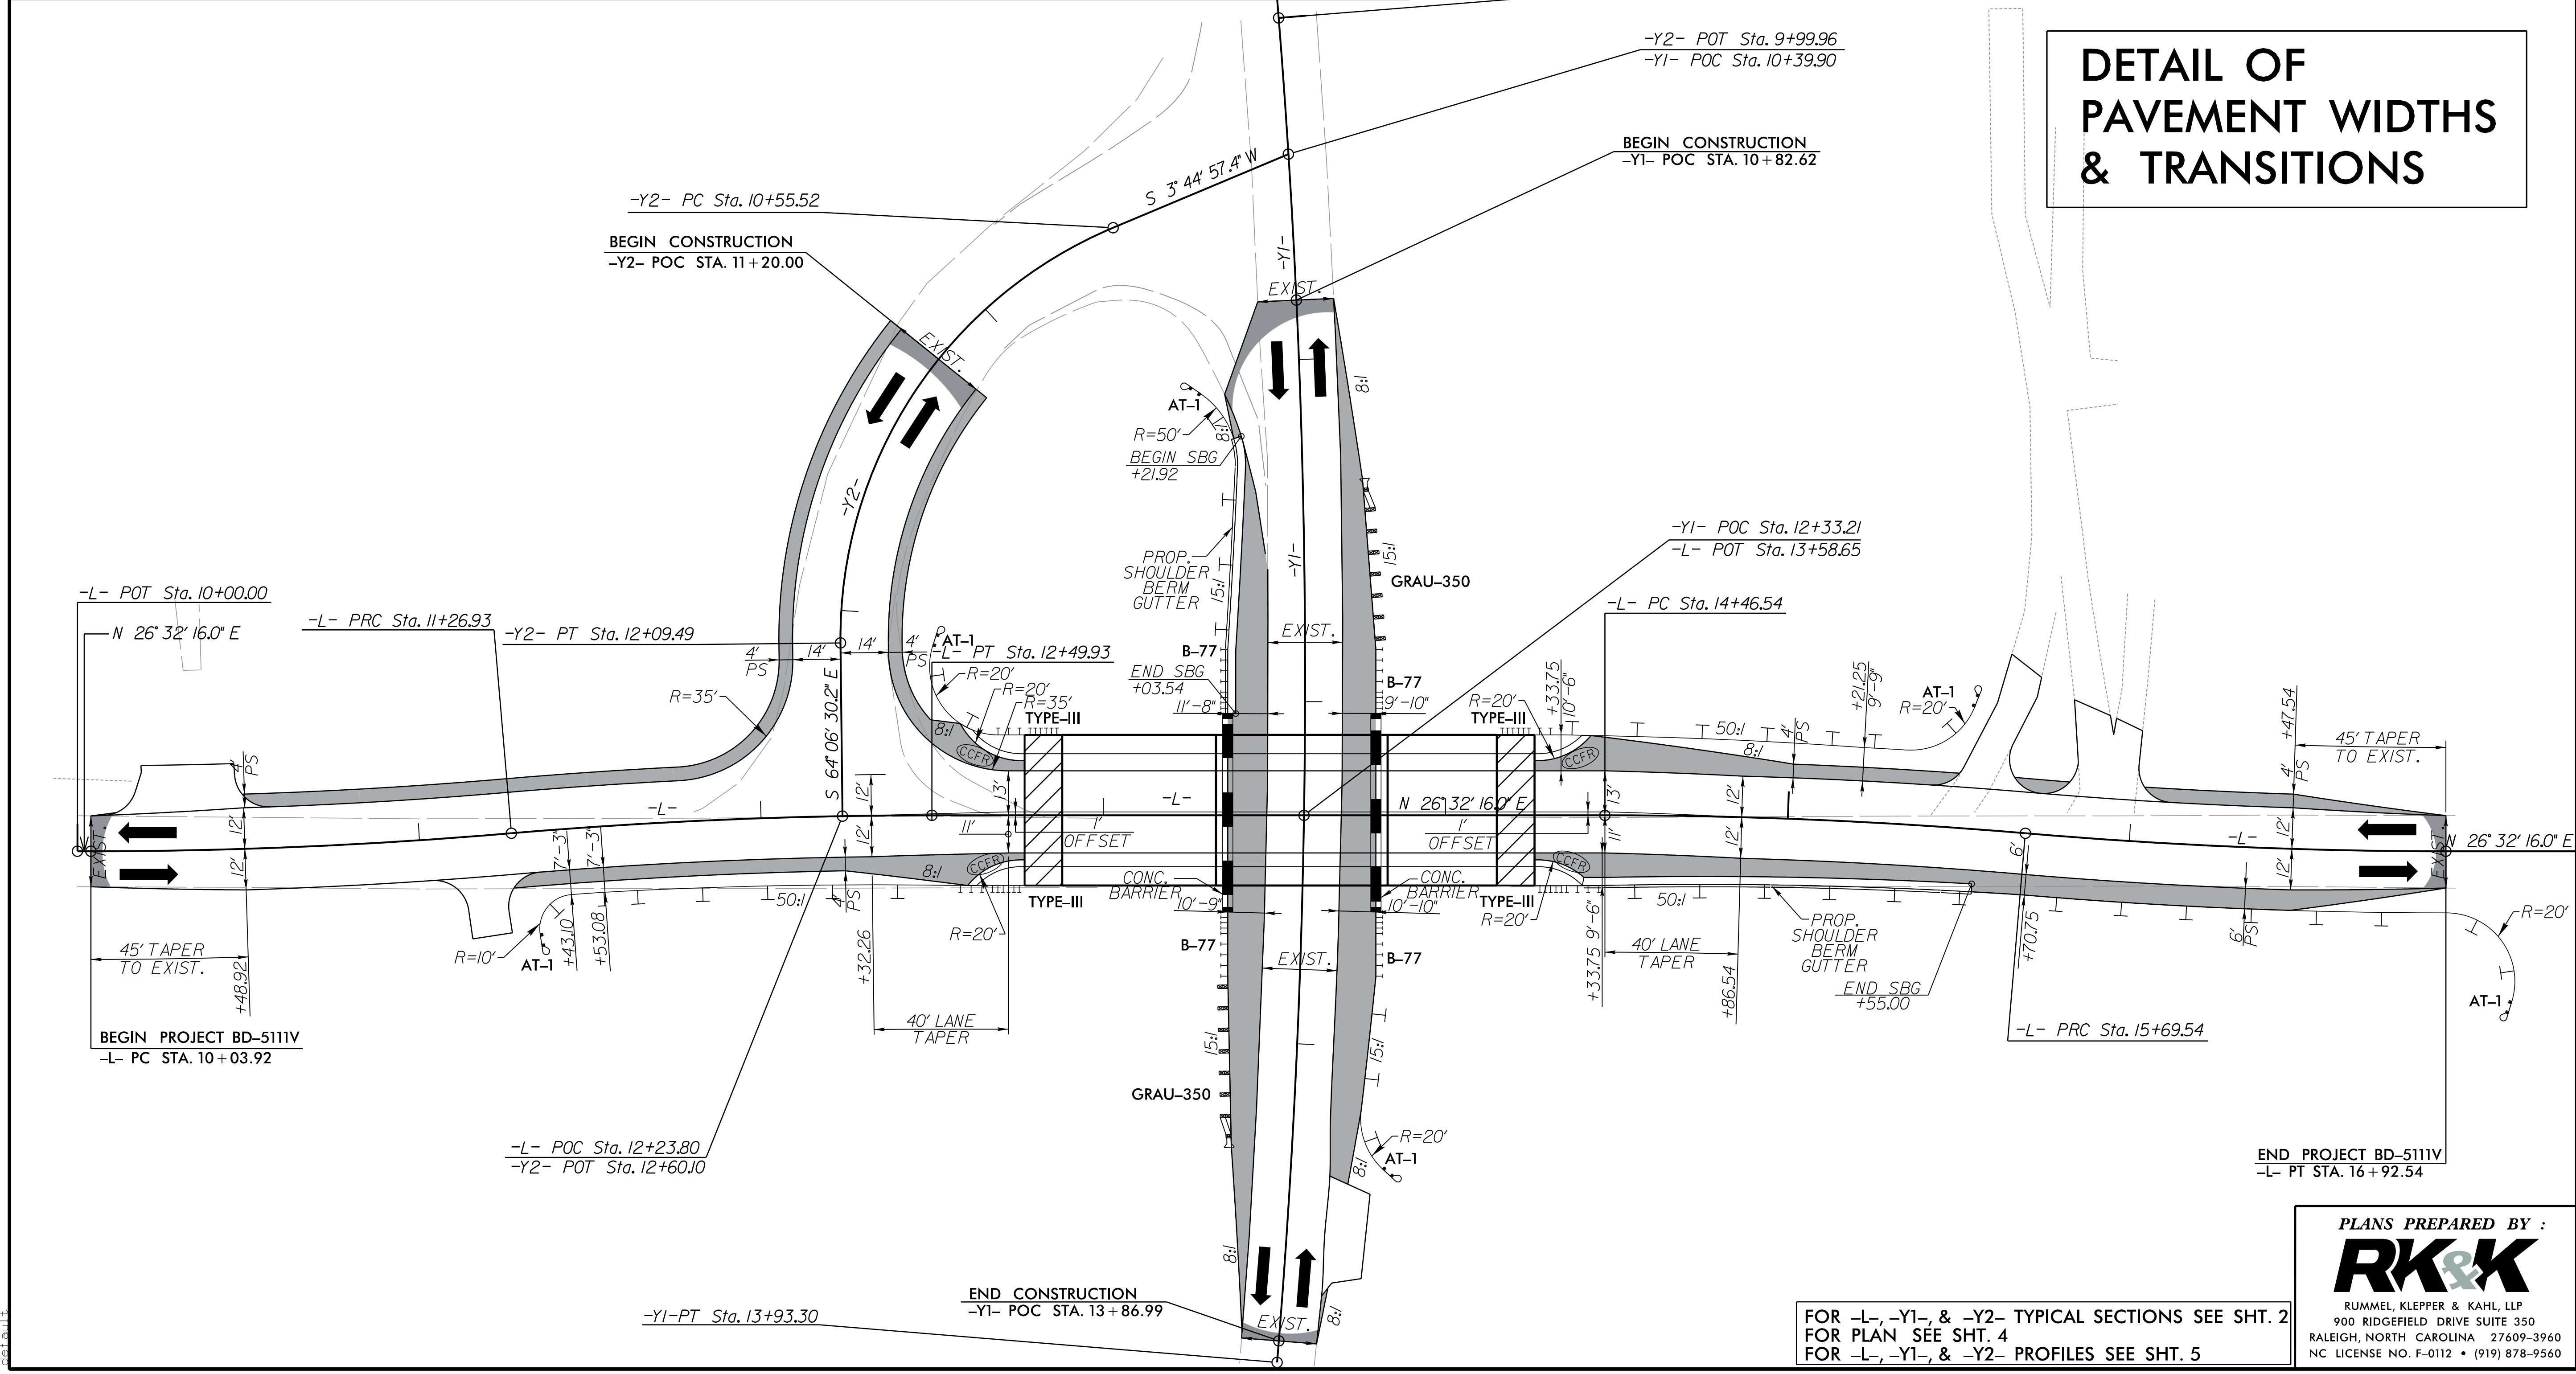 DETAIL OF
PAVEMENT WIDTHS
& TRANSITIONS
-Y2- POT Sta. 9+99.96
-Y1- POC Sta. 10+39.90
BEGIN CONSTRUCTION
-Y1- POC STA. 10+82.62
S 3° 44' 57.4" W
-Y2- PC Sta. 10+55.52
BEGIN CONSTRUCTION
-Y2- POC STA. 11+20.00
-Y1-
EXIST.
EXIST.
8:1
AT-1
R=50'
8:1
BEGIN SBG
+21.92
-Y2-
-Y1- POC Sta. 12+33.21
-L- POT Sta. 13+58.65
PROP.
SHOULDER
BERM
GUTTER
15:1
-Y1-
15:1
GRAU-350
-L- POT Sta. 10+00.00
N 26° 32' 16.0" E
-L- PRC Sta. 11+26.93
-Y2- PT Sta. 12+09.49
-L- PC Sta. 14+46.54
4'
PS
14'
14'
4'
PS
AT-1
-L- PT Sta. 12+49.93
R=20'
R=20'
R=35'
TYPE-III
EXIST.
B-77
END SBG
+03.54
11'-8"
B-77
9'-10"
R=20'
TYPE-III
+33.75
10'-6"
+21.25
9'-9"
AT-1
R=20'
+47.54
45' TAPER
TO EXIST.
R=35'
S 64° 06' 30.2" E
8:1
CCFR
CCFR
50:1
8:1
4'
PS
4'
PS
4'
PS
EXIST.
12'
12'
-L-
12'
12'
13'
11'
1'
OFFSET
-L-
N 26° 32' 16.0" E
1'
OFFSET
13'
11'
12'
12'
6'
-L-
12'
12'
EXIST.
N 26° 32' 16.0" E
7'-3"
7'-3"
8:1
CCFR
CCFR
50:1
4'
PS
CONC.
BARRIER
CONC.
BARRIER
TYPE-III
10'-9"
10'-10"
TYPE-III
R=20'
50:1
PROP.
SHOULDER
BERM
GUTTER
6'
PS
R=20'
45' TAPER
TO EXIST.
+48.92
R=10'
AT-1
+43.10
+53.08
+32.26
R=20'
B-77
EXIST.
B-77
+33.75 9'-6"
40' LANE
TAPER
+86.54
END SBG
+55.00
+70.75
AT-1
BEGIN PROJECT BD-5111V
-L- PC STA. 10+03.92
40' LANE
TAPER
15:1
15:1
-L- PRC Sta. 15+69.54
GRAU-350
R=20'
AT-1
8:1
-L- POC Sta. 12+23.80
-Y2- POT Sta. 12+60.10
END PROJECT BD-5111V
-L- PT STA. 16+92.54
8:1
END CONSTRUCTION
-Y1- POC STA. 13+86.99
-Y1-PT Sta. 13+93.30
EXIST.
8:1
FOR -L-, -Y1-, & -Y2- TYPICAL SECTIONS SEE SHT. 2
FOR PLAN SEE SHT. 4
FOR -L-, -Y1-, & -Y2- PROFILES SEE SHT. 5
PLANS PREPARED BY :
RK&K
RUMMEL, KLEPPER & KAHL, LLP
900 RIDGEFIELD DRIVE SUITE 350
RALEIGH, NORTH CAROLINA 27609-3960
NC LICENSE NO. F-0112 • (919) 878-9560
default